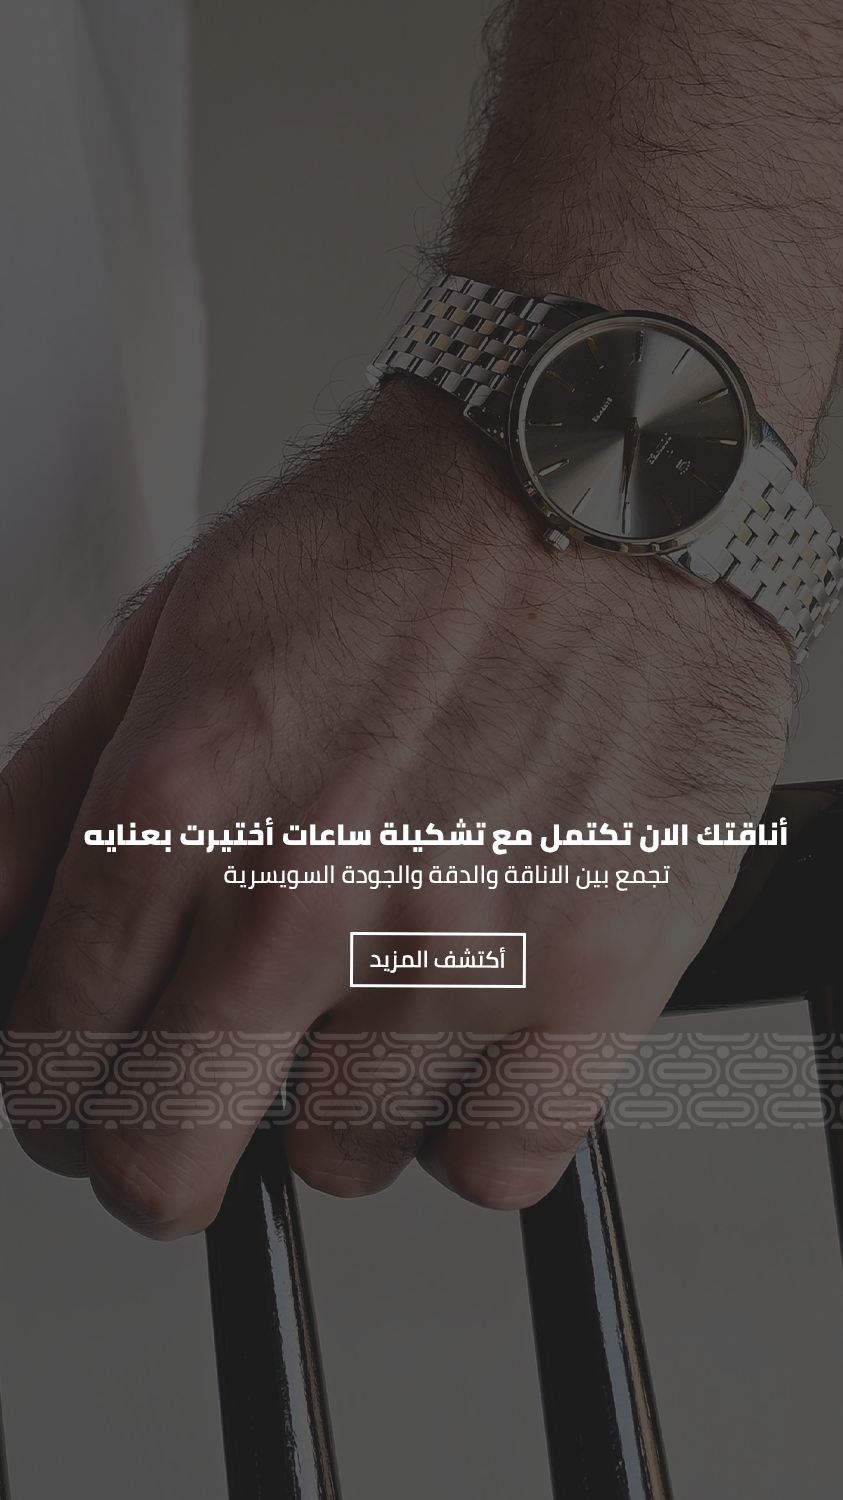 أناقتك الان تكتمل مع تشكيلة ساعات أختيرت بعنايه
تجمع بين الاناقة والدقة والجودة السويسرية
أكتشف المزيد